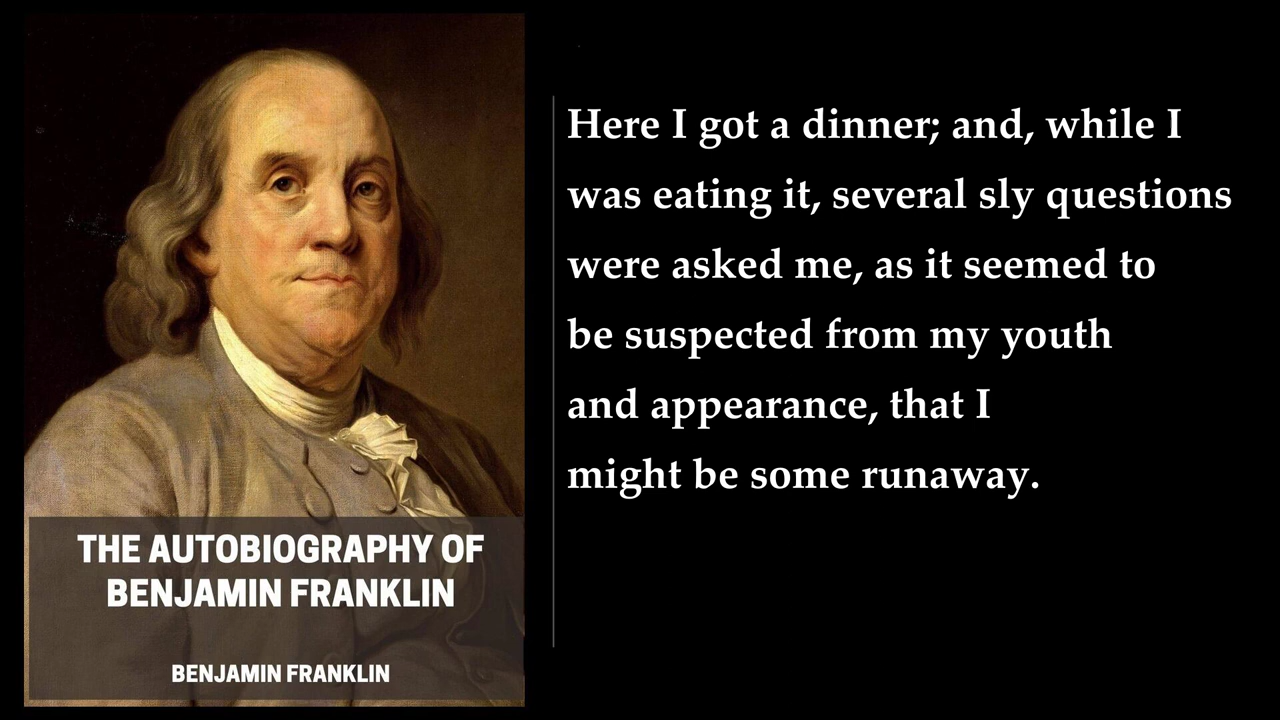 THE AUTOBIOGRAPHY OF
BENJAMIN FRANKLIN
BENJAMIN FRANKLIN
Here I got a dinner; and, while I
was eating it, several sly questions
were asked me, as it seemed to
be suspected from my youth
and appearance, that I
might be some runaway.